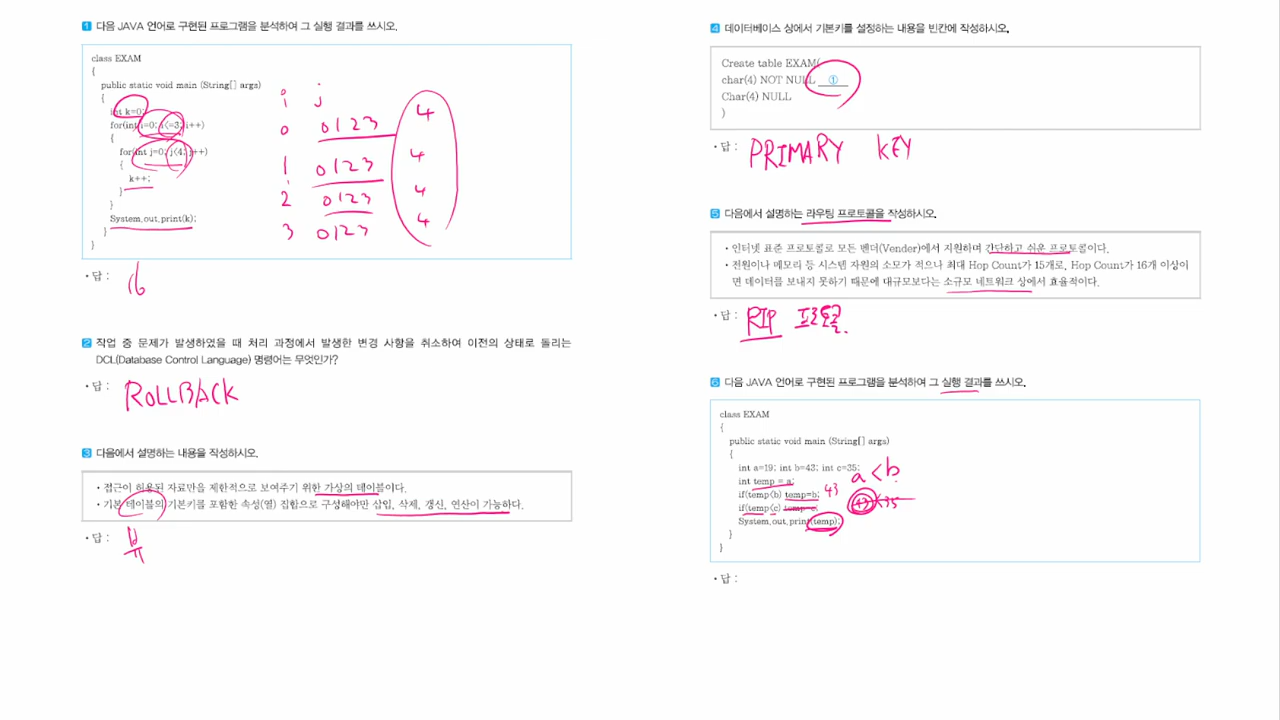 1 다음 JAVA 언어로 구현된 프로그램을 분석하여 그 실행 결과를 쓰시오.
class EXAM
{
public static void main (String[] args)
{
int k=0;
for(int i=0; i<=3; i++)
{
for(int j=0; j<4; j++)
{
k++;
}
}
System.out.print(k);
}
}
i j
0 0 1 2 3 4
1 0 1 2 3 4
2 0 1 2 3 4
3 0 1 2 3 4
• 답 : 16
2 작업 중 문제가 발생하였을 때 처리 과정에서 발생한 변경 사항을 취소하여 이전의 상태로 돌리는
DCL(Database Control Language) 명령어는 무엇인가?
• 답 : ROLLBACK
3 다음에서 설명하는 내용을 작성하시오.
• 접근이 허용된 자료만을 제한적으로 보여주기 위한 가상의 테이블이다.
• 기본 테이블의 기본키를 포함한 속성(열) 집합으로 구성해야만 삽입, 삭제, 갱신, 연산이 가능하다.
• 답 : 뷰
4 데이터베이스 상에서 기본키를 설정하는 내용을 빈칸에 작성하시오.
Create table EXAM(
char(4) NOT NULL ①
Char(4) NULL
)
• 답 : PRIMARY KEY
5 다음에서 설명하는 라우팅 프로토콜을 작성하시오.
• 인터넷 표준 프로토콜로 모든 벤더(Vender)에서 지원하며 간단하고 쉬운 프로토콜이다.
• 전원이나 메모리 등 시스템 자원의 소모가 적으나 최대 Hop Count가 15개로, Hop Count가 16개 이상이
면 데이터를 보내지 못하기 때문에 대규모보다는 소규모 네트워크 상에서 효율적이다.
• 답 : RIP 프로토콜.
6 다음 JAVA 언어로 구현된 프로그램을 분석하여 그 실행 결과를 쓰시오.
class EXAM
{
public static void main (String[] args)
{
int a=19; int b=43; int c=35;
int temp = a; a < b
if(temp<b) temp=b; 43
if(temp<c) temp=c; 43 < 35
System.out.print(temp);
}
}
• 답 :